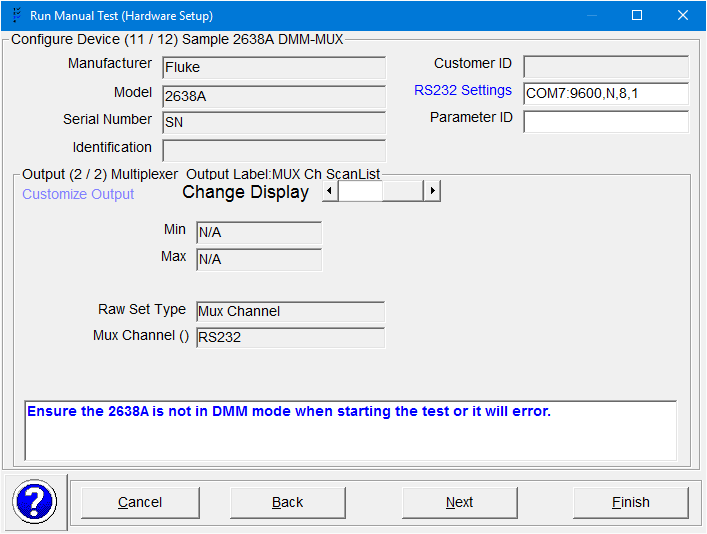 Run Manual Test (Hardware Setup)
Configure Device (11 / 12) Sample 2638A DMM-MUX
Manufacturer Fluke
Customer ID
Model 2638A
RS232 Settings COM7:9600,N,8,1
Serial Number SN
Parameter ID
Identification
Output (2 / 2) Multiplexer Output Label:MUX Ch ScanList
Customize Output Change Display
Min N/A
Max N/A
Raw Set Type Mux Channel
Mux Channel () RS232
Ensure the 2638A is not in DMM mode when starting the test or it will error.
? Cancel Back Next Finish